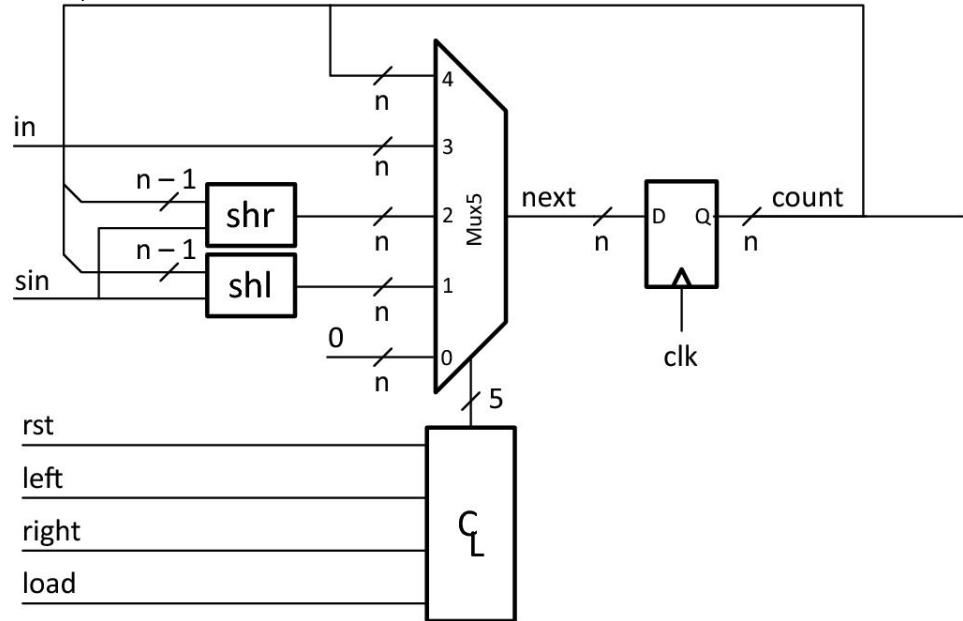 4
n
in
3
n
n – 1
shr
2
n
Mux5
next
n
D Q
count
n
n – 1
sin
shl
1
n
clk
0
0
n
5
rst
left
right
load
CL